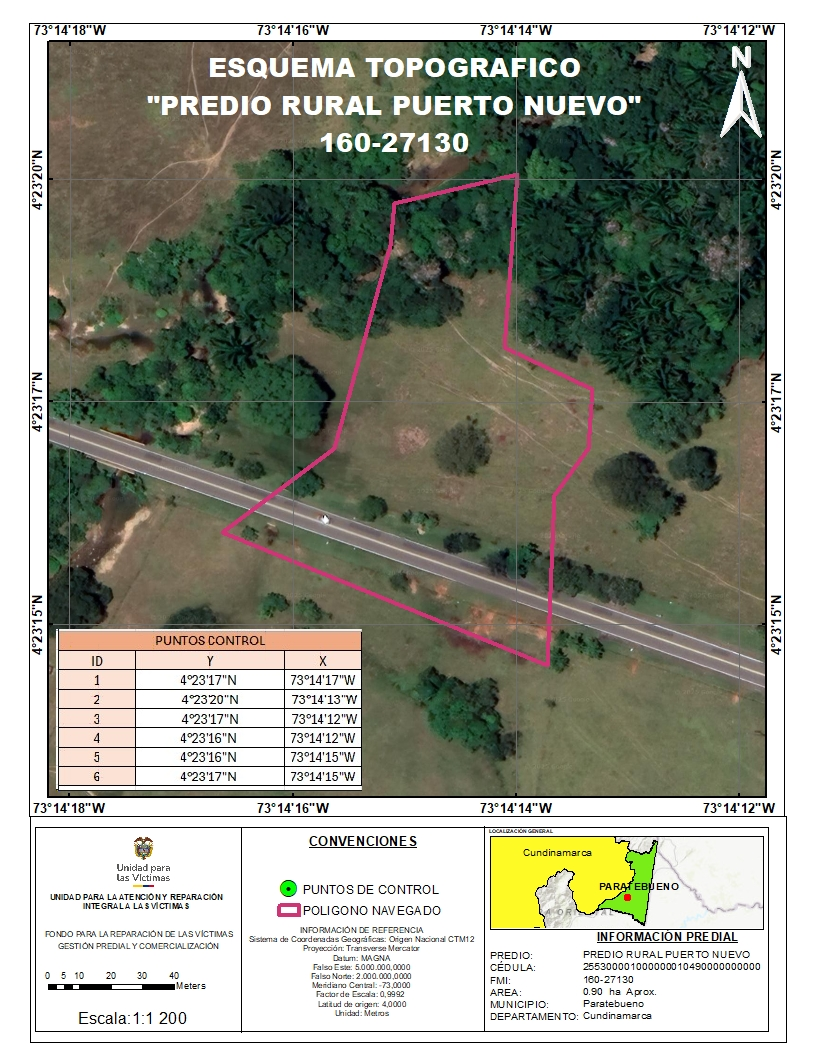 73°14'18"W 73°14'16"W 73°14'14"W 73°14'12"W
ESQUEMA TOPOGRAFICO
"PREDIO RURAL PUERTO NUEVO"
160-27130
N
4°23'20"N 4°23'20"N
4°23'17"N 4°23'17"N
4°23'15"N 4°23'15"N
PUNTOS CONTROL
ID Y X
1 4°23'17"N 73°14'17"W
2 4°23'20"N 73°14'13"W
3 4°23'17"N 73°14'12"W
4 4°23'16"N 73°14'12"W
5 4°23'16"N 73°14'15"W
6 4°23'17"N 73°14'15"W
73°14'18"W 73°14'16"W 73°14'14"W 73°14'12"W
Unidad para
las Víctimas
UNIDAD PARA LA ATENCIÓN Y REPARACIÓN
INTEGRAL A LAS VÍCTIMAS
FONDO PARA LA REPARACIÓN DE LAS VÍCTIMAS
GESTIÓN PREDIAL Y COMERCIALIZACIÓN
0 5 10 20 30 40
Meters
Escala:1:1 200
CONVENCIONES
PUNTOS DE CONTROL
POLIGONO NAVEGADO
INFORMACIÓN DE REFERENCIA
Sistema de Coordenadas Geográficas: Origen Nacional CTM12
Proyección: Transverse Mercator
Datum: MAGNA
Falso Este: 5.000.000,0000
Falso Norte: 2.000.000,0000
Meridiano Central: -73,0000
Factor de Escala: 0,9992
Latitud de origen: 4,0000
Unidad: Metros
LOCALIZACIÓN GENERAL
Cundinamarca
PARATEBUENO
INFORMACIÓN PREDIAL
PREDIO: PREDIO RURAL PUERTO NUEVO
CÉDULA: 255300001000000010490000000000
FMI: 160-27130
AREA: 0.90 ha Aprox.
MUNICIPIO: Paratebueno
DEPARTAMENTO: Cundinamarca